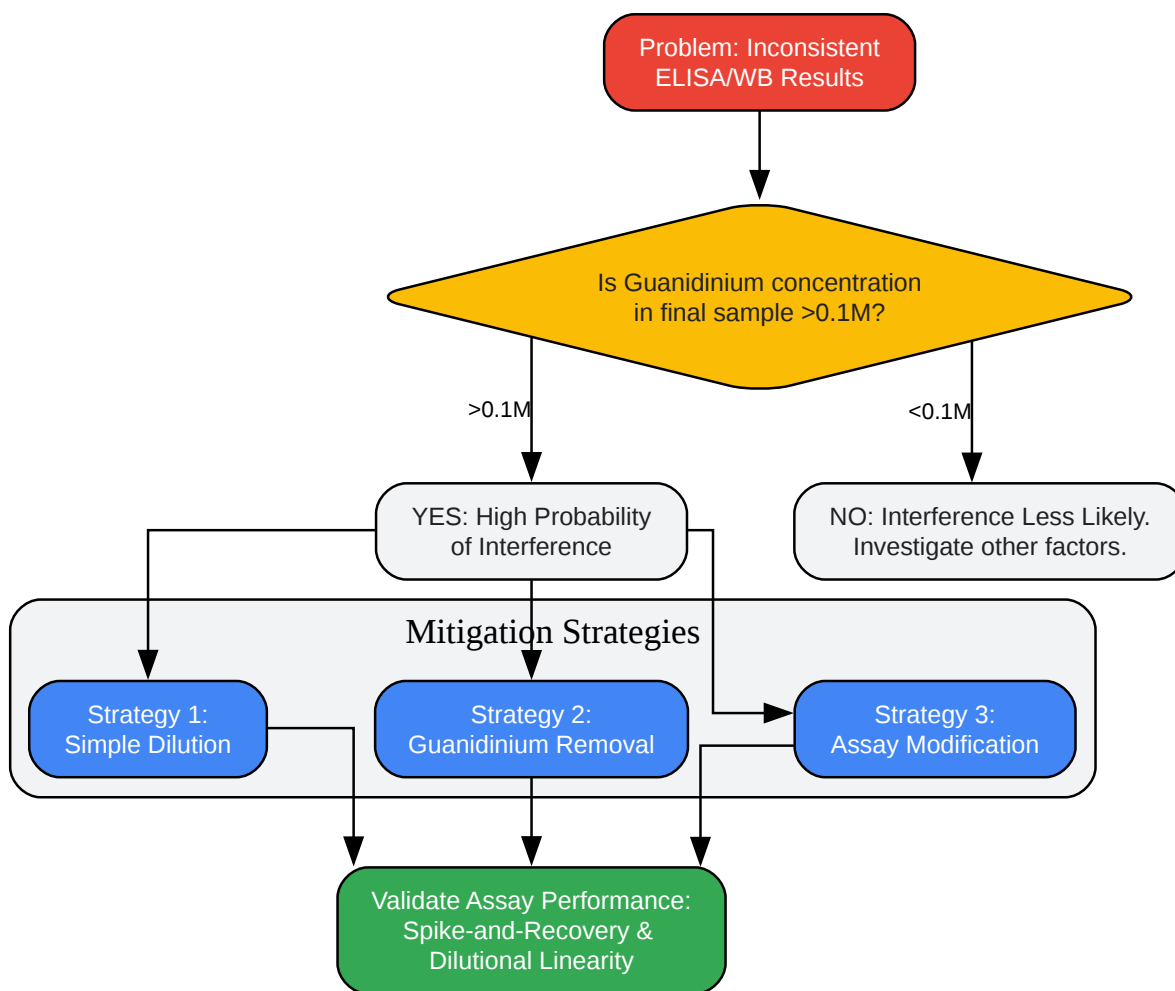 Problem: Inconsistent
ELISA/WB Results
Is Guanidinium concentration
in final sample >0.1M?
>0.1M
<0.1M
YES: High Probability
of Interference
NO: Interference Less Likely.
Investigate other factors.
Mitigation Strategies
Strategy 1:
Simple Dilution
Strategy 2:
Guanidinium Removal
Strategy 3:
Assay Modification
Validate Assay Performance:
Spike-and-Recovery &
Dilutional Linearity